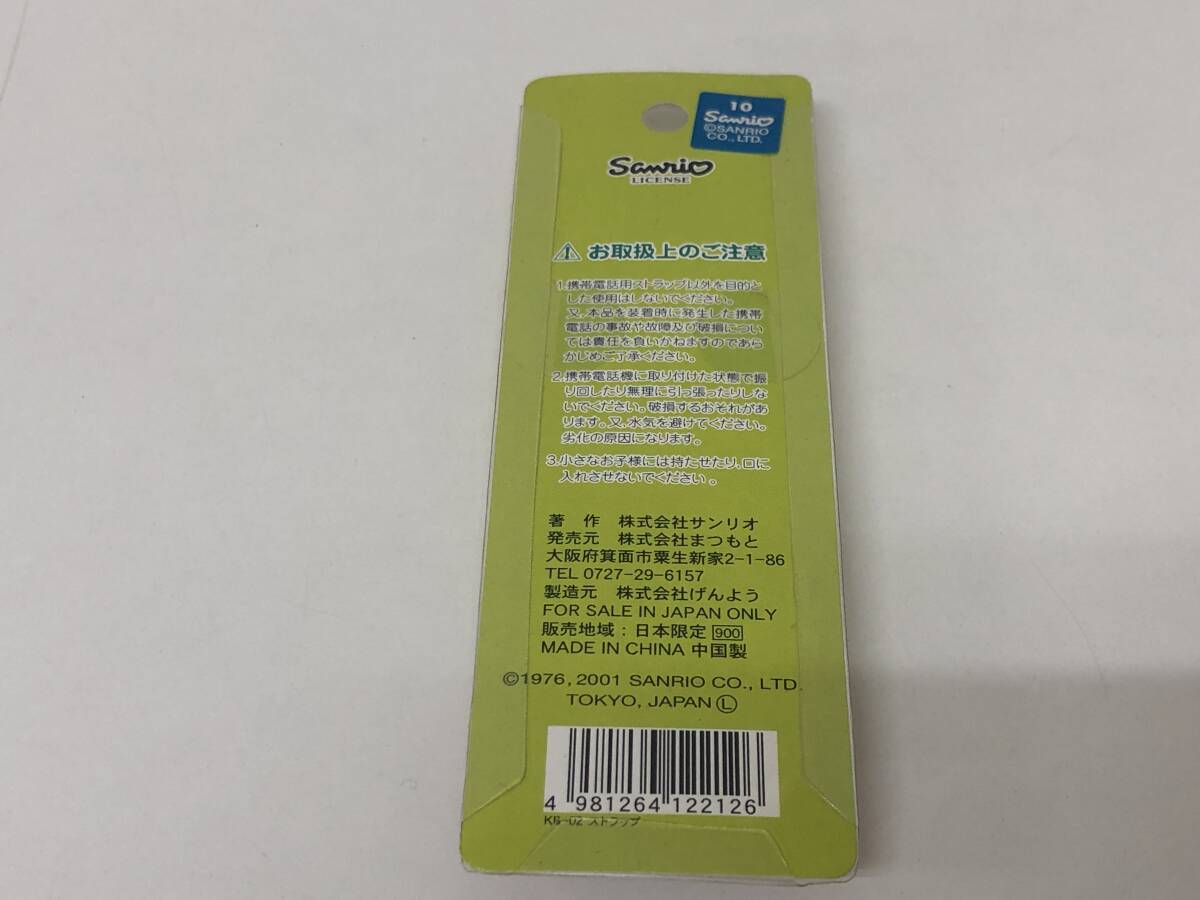 10
Sanrio
©SANRIO
CO., LTD.
Sanrio
LICENSE
お取扱上のご注意
1.携帯電話用ストラップ以外を目的と
した使用はしないでください。
又,本品を装着時に発生した携帯
電話の事故や故障及び破損につい
ては責任を負いかねますのであら
かじめご了承ください。
2.携帯電話機に取り付けた状態で振
り回したり無理に引っ張ったりしな
いでください。破損するおそれがあ
ります。又,水気を避けてください。
劣化の原因になります。
3.小さなお子様には持たせたり,口に
入れさせないでください。
著 作 株式会社サンリオ
発売元 株式会社まつもと
大阪府箕面市粟生新家2-1-86
TEL 0727-29-6157
製造元 株式会社げんよう
FOR SALE IN JAPAN ONLY
販売地域：日本限定 900
MADE IN CHINA 中国製
©1976, 2001 SANRIO CO., LTD.
TOKYO, JAPAN Ⓛ
4 981264 122126
KB-02 ストラップ